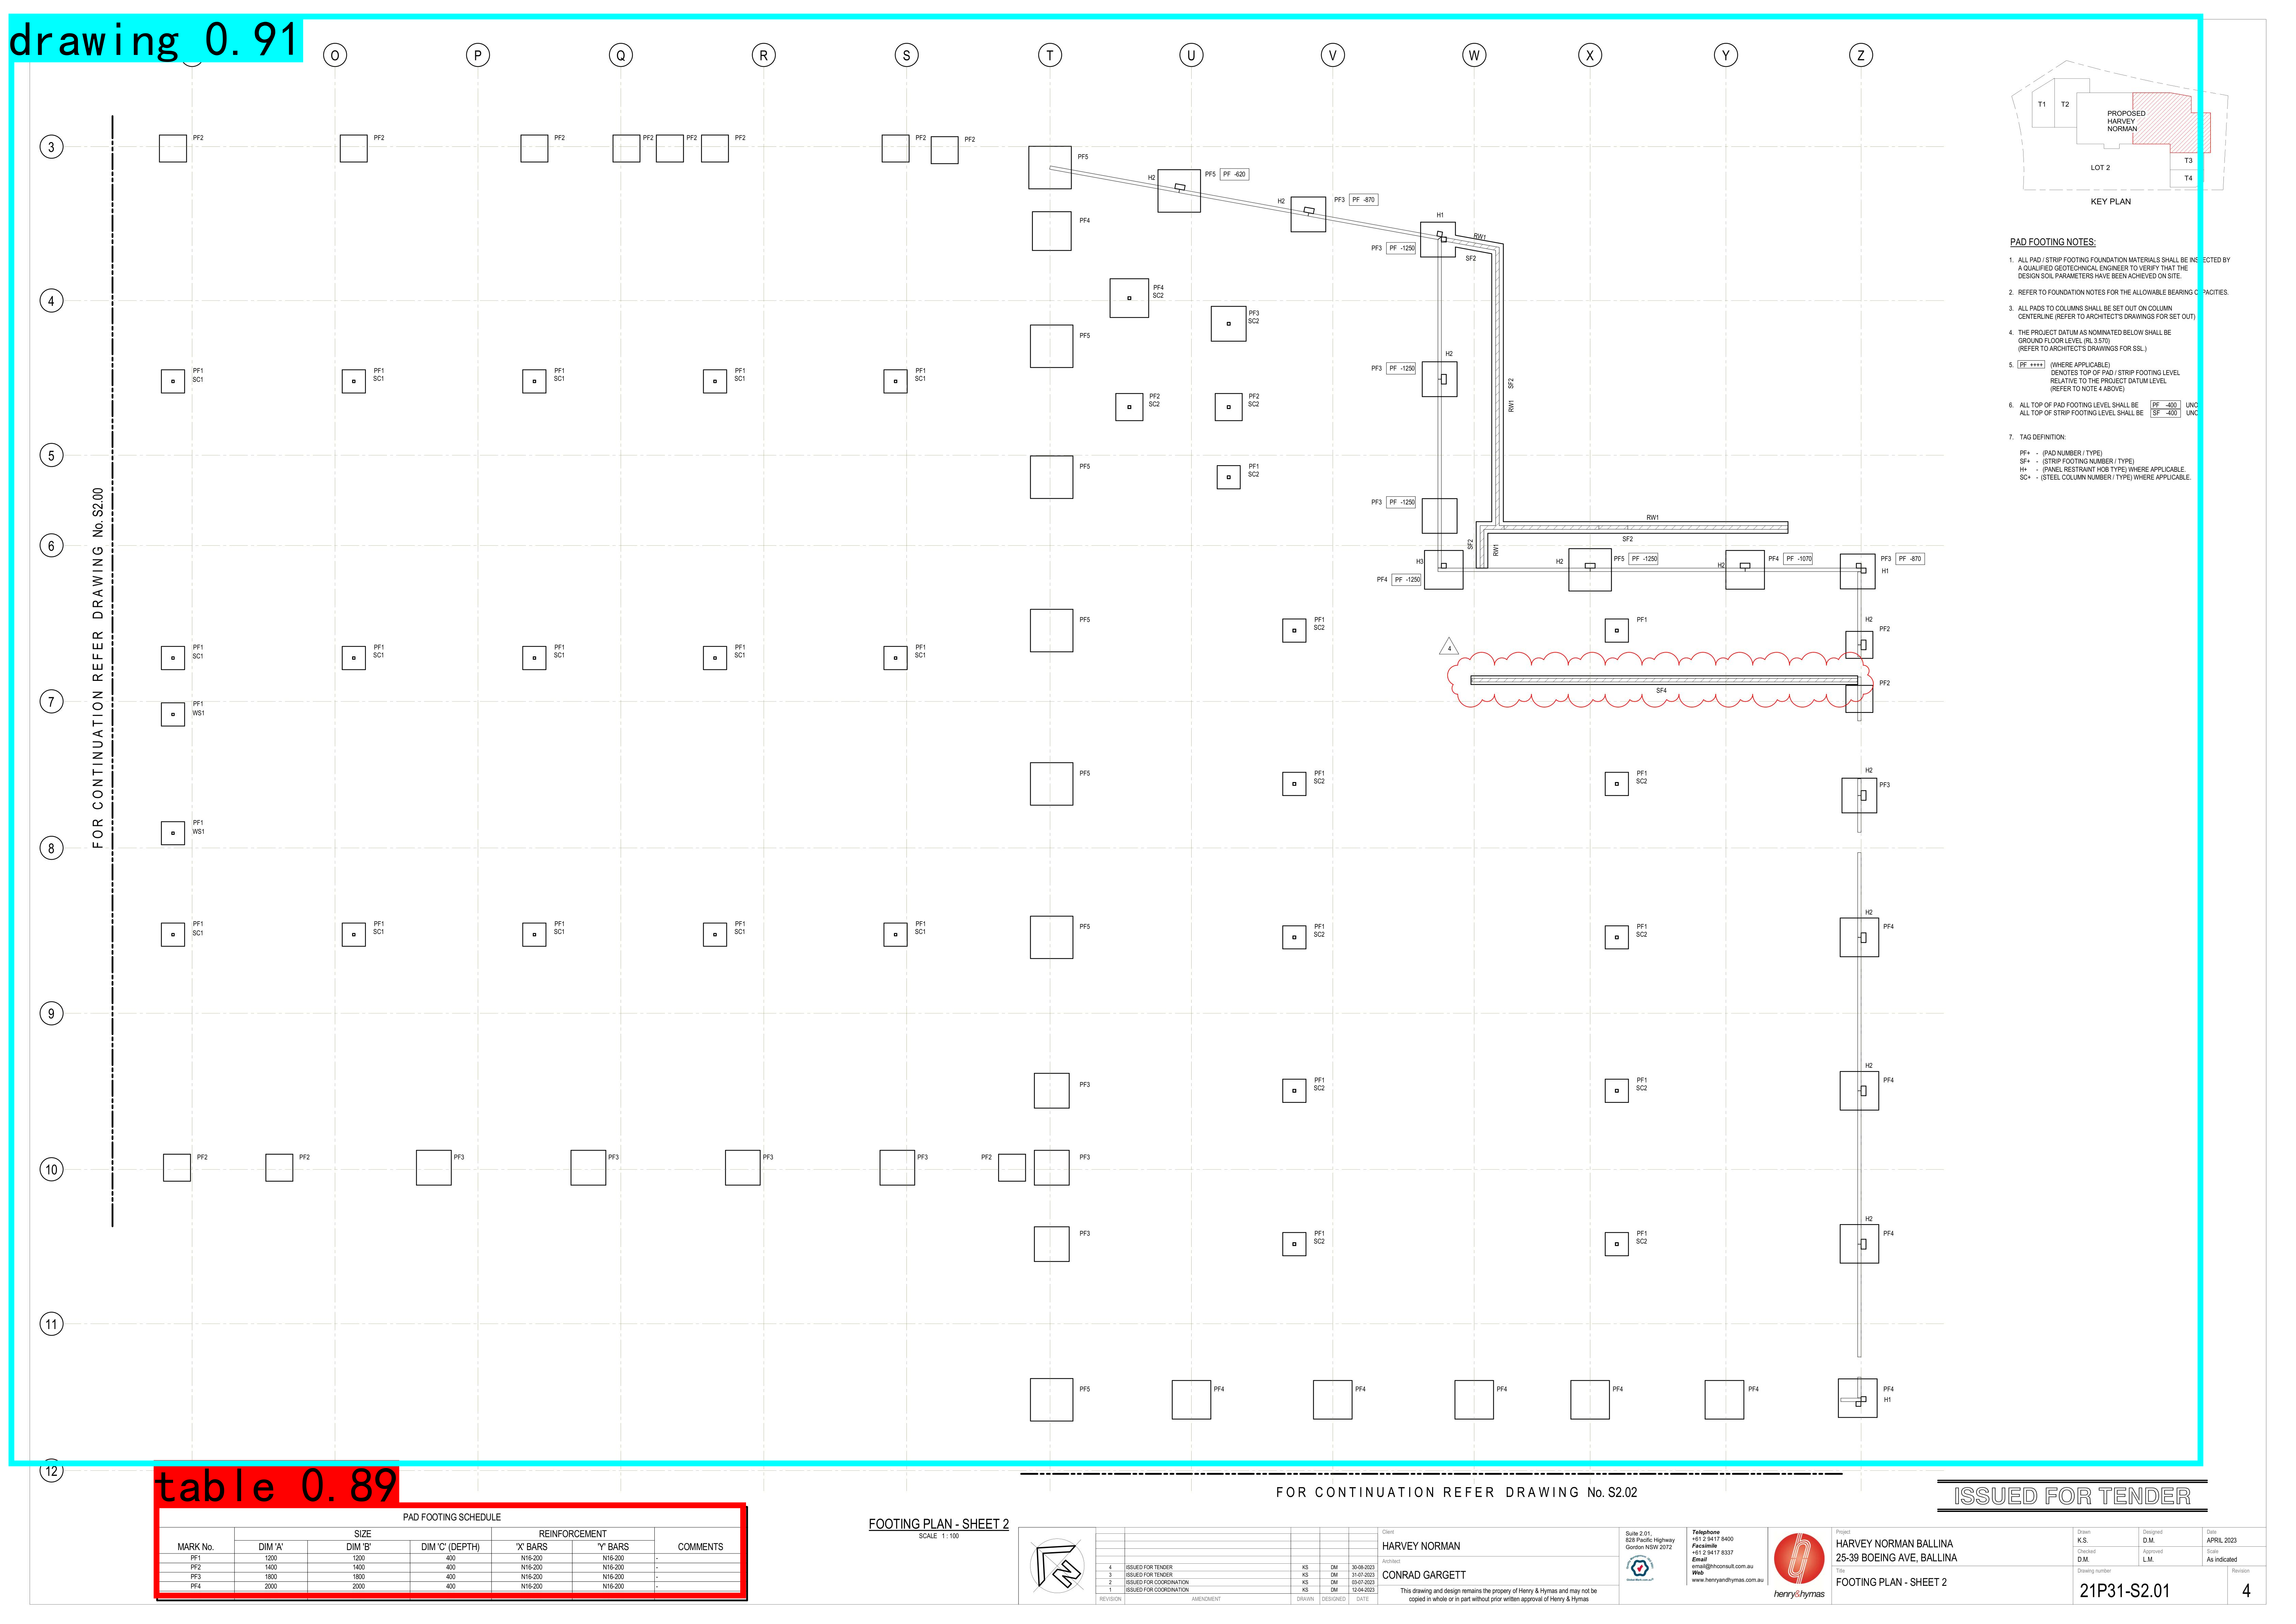 drawing 0.91
O P Q R S T U V W X Y Z
3
4
5
6
7
8
9
10
11
12
FOR CONTINUATION REFER DRAWING No. S2.00
PF2 PF2 PF2 PF2 PF2 PF2 PF2 PF2
PF5
H2 PF5 PF -620
H2 PF3 PF -870
PF4
H1
PF3 PF -1250
RW1
SF2
PF4
SC2
PF3
SC2
PF5
H2
PF3 PF -1250
PF1 PF1 PF1 PF1 PF1
SC1 SC1 SC1 SC1 SC1
PF2 PF2
SC2 SC2
RW1 SF2
PF5
PF1
SC2
PF3 PF -1250
RW1
SF2
SF2
RW1
H3
PF4 PF -1250
H2 PF5 PF -1250
H2 PF4 PF -1070
PF3 PF -870
H1
PF5
PF1
SC2
PF1
H2
PF2
4
PF1 PF1 PF1 PF1 PF1
SC1 SC1 SC1 SC1 SC1
SF4
PF2
PF1
WS1
PF5
PF1 PF1
SC2 SC2
H2
PF3
PF1
WS1
PF1 PF1 PF1 PF1 PF1
SC1 SC1 SC1 SC1 SC1
PF5
PF1 PF1
SC2 SC2
H2
PF4
PF3
PF1 PF1
SC2 SC2
H2
PF4
PF2 PF2 PF3 PF3 PF3 PF3 PF2 PF3
PF3
PF1 PF1
SC2 SC2
H2
PF4
PF5 PF4 PF4 PF4 PF4 PF4 PF4
H1
T1 T2
PROPOSED
HARVEY
NORMAN
LOT 2
T3
T4
KEY PLAN
PAD FOOTING NOTES:
1. ALL PAD / STRIP FOOTING FOUNDATION MATERIALS SHALL BE INSPECTED BY
A QUALIFIED GEOTECHNICAL ENGINEER TO VERIFY THAT THE
DESIGN SOIL PARAMETERS HAVE BEEN ACHIEVED ON SITE.
2. REFER TO FOUNDATION NOTES FOR THE ALLOWABLE BEARING CAPACITIES.
3. ALL PADS TO COLUMNS SHALL BE SET OUT ON COLUMN
CENTERLINE (REFER TO ARCHITECT'S DRAWINGS FOR SET OUT)
4. THE PROJECT DATUM AS NOMINATED BELOW SHALL BE
GROUND FLOOR LEVEL (RL 3.570)
(REFER TO ARCHITECT'S DRAWINGS FOR SSL.)
5. PF ++++ (WHERE APPLICABLE)
DENOTES TOP OF PAD / STRIP FOOTING LEVEL
RELATIVE TO THE PROJECT DATUM LEVEL
(REFER TO NOTE 4 ABOVE)
6. ALL TOP OF PAD FOOTING LEVEL SHALL BE PF -400 UNO
ALL TOP OF STRIP FOOTING LEVEL SHALL BE SF -400 UNO
7. TAG DEFINITION:
PF+ - (PAD NUMBER / TYPE)
SF+ - (STRIP FOOTING NUMBER / TYPE)
H+ - (PANEL RESTRAINT HOB TYPE) WHERE APPLICABLE.
SC+ - (STEEL COLUMN NUMBER / TYPE) WHERE APPLICABLE.
table 0.89
PAD FOOTING SCHEDULE
SIZE REINFORCEMENT
MARK No. DIM 'A' DIM 'B' DIM 'C' (DEPTH) 'X' BARS 'Y' BARS COMMENTS
PF1 1200 1200 400 N16-200 N16-200 -
PF2 1400 1400 400 N16-200 N16-200 -
PF3 1800 1800 400 N16-200 N16-200 -
PF4 2000 2000 400 N16-200 N16-200 -
FOOTING PLAN - SHEET 2
SCALE 1 : 100
FOR CONTINUATION REFER DRAWING No. S2.02
ISSUED FOR TENDER
4 ISSUED FOR TENDER KS DM 30-08-2023
3 ISSUED FOR TENDER KS DM 31-07-2023
2 ISSUED FOR COORDINATION KS DM 03-07-2023
1 ISSUED FOR COORDINATION KS DM 12-04-2023
REVISION AMENDMENT DRAWN DESIGNED DATE
Client
HARVEY NORMAN
Architect
CONRAD GARGETT
This drawing and design remains the propery of Henry & Hymas and may not be
copied in whole or in part without prior written approval of Henry & Hymas
Suite 2.01,
828 Pacific Highway
Gordon NSW 2072
Telephone
+61 2 9417 8400
Facsimile
+61 2 9417 8337
Email
email@hhconsult.com.au
Web
www.henryandhymas.com.au
henry&hymas
Project
HARVEY NORMAN BALLINA
25-39 BOEING AVE, BALLINA
Title
FOOTING PLAN - SHEET 2
Drawn
K.S.
Designed
D.M.
Date
APRIL 2023
Checked
D.M.
Approved
L.M.
Scale
As indicated
Drawing number
21P31-S2.01
Revision
4